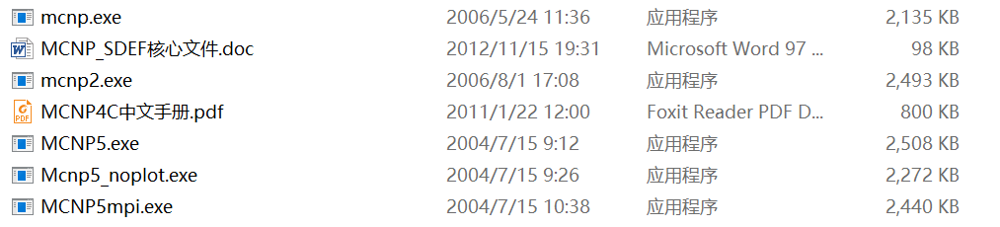 mcnp.exe 2006/5/24 11:36 应用程序 2,135 KB
MCNP_SDEF核心文件.doc 2012/11/15 19:31 Microsoft Word 97 ... 98 KB
mcnp2.exe 2006/8/1 17:08 应用程序 2,493 KB
MCNP4C中文手册.pdf 2011/1/22 12:00 Foxit Reader PDF D... 800 KB
MCNP5.exe 2004/7/15 9:12 应用程序 2,508 KB
Mcnp5_noplot.exe 2004/7/15 9:26 应用程序 2,272 KB
MCNP5mpi.exe 2004/7/15 10:38 应用程序 2,440 KB